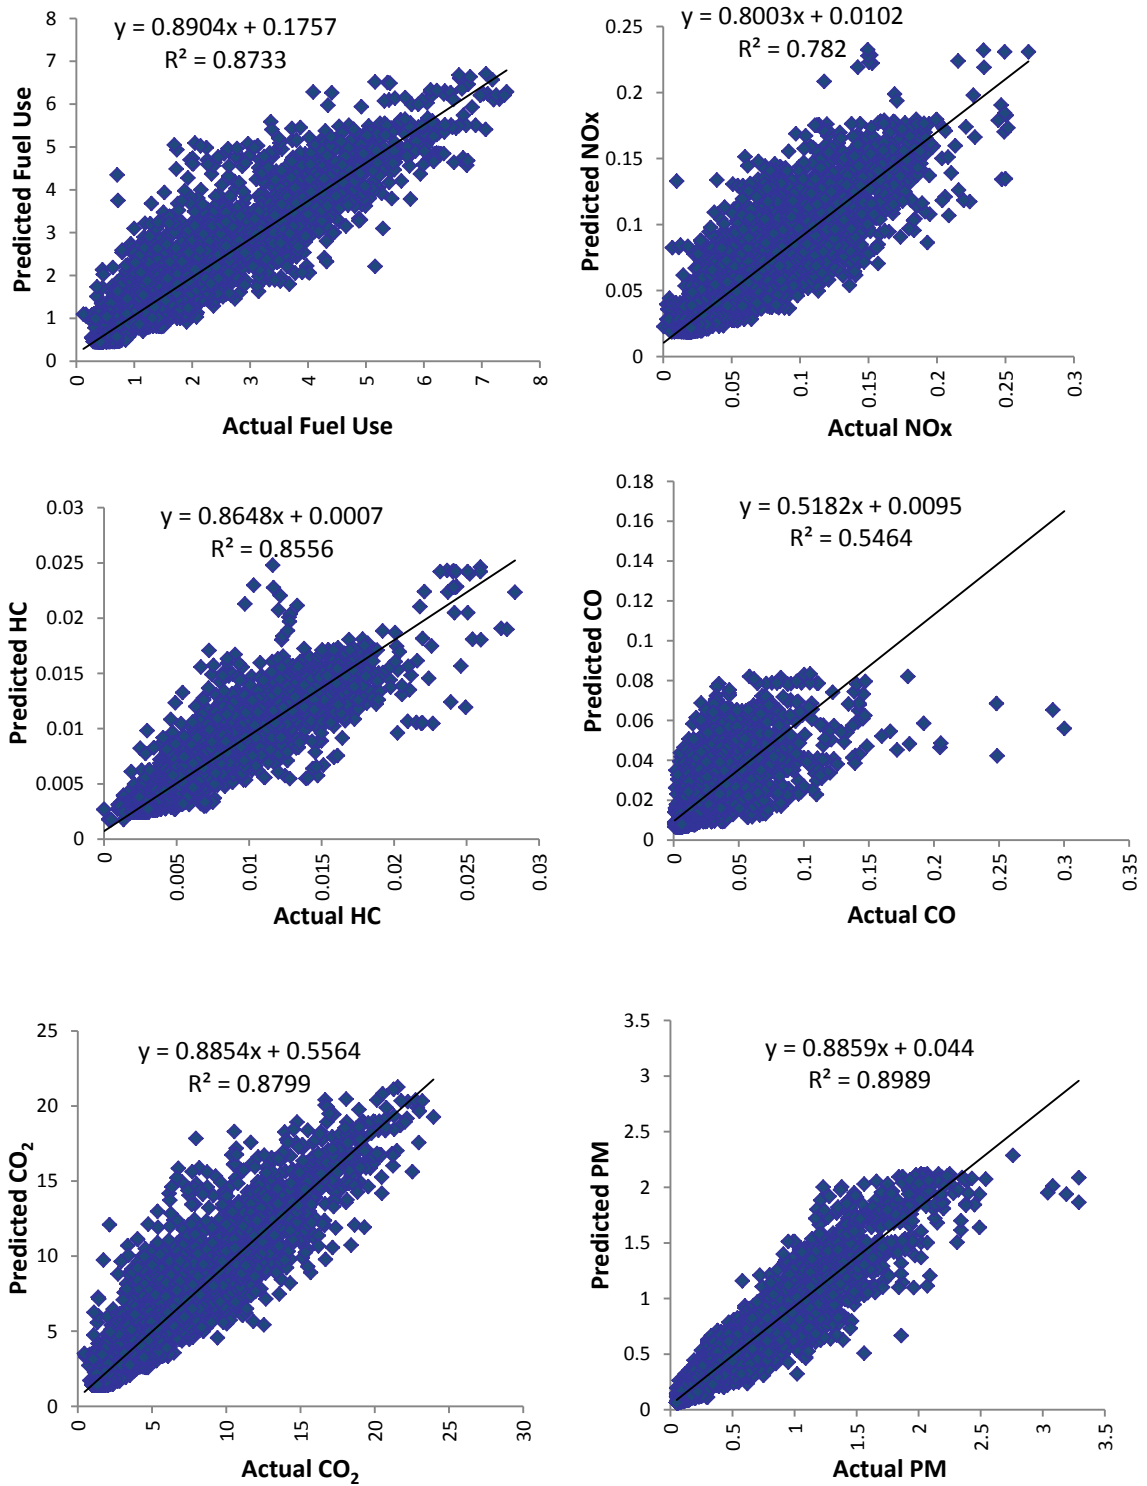 y = 0.8904x + 0.1757
R² = 0.8733
8
7
6
5
4
3
2
1
0
Predicted Fuel Use
0 1 2 3 4 5 6 7 8
Actual Fuel Use
y = 0.8003x + 0.0102
R² = 0.782
0.25
0.2
0.15
0.1
0.05
0
Predicted NOx
0 0.05 0.1 0.15 0.2 0.25 0.3
Actual NOx
y = 0.8648x + 0.0007
R² = 0.8556
0.03
0.025
0.02
0.015
0.01
0.005
0
Predicted HC
0 0.005 0.01 0.015 0.02 0.025 0.03
Actual HC
y = 0.5182x + 0.0095
R² = 0.5464
0.18
0.16
0.14
0.12
0.1
0.08
0.06
0.04
0.02
0
Predicted CO
0 0.05 0.1 0.15 0.2 0.25 0.3 0.35
Actual CO
y = 0.8854x + 0.5564
R² = 0.8799
25
20
15
10
5
0
Predicted CO₂
0 5 10 15 20 25 30
Actual CO₂
y = 0.8859x + 0.044
R² = 0.8989
3.5
3
2.5
2
1.5
1
0.5
0
Predicted PM
0 0.5 1 1.5 2 2.5 3 3.5
Actual PM